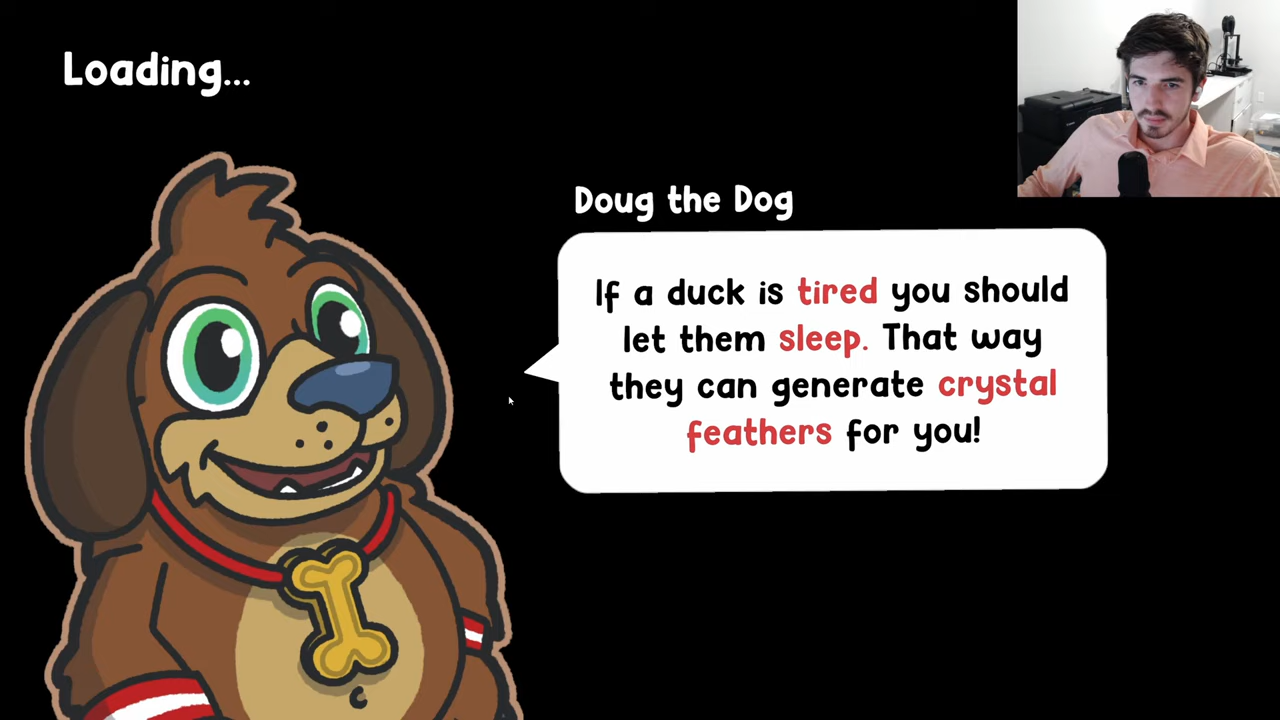 Loading...
Doug the Dog
If a duck is tired you should
let them sleep. That way
they can generate crystal
feathers for you!